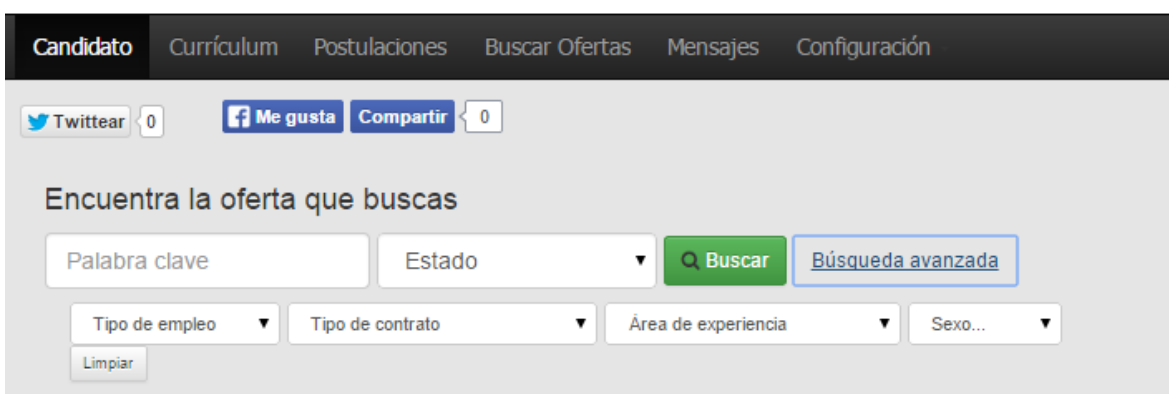 Candidato Currículum Postulaciones Buscar Ofertas Mensajes Configuración
Twittear 0 Me gusta Compartir 0
Encuentra la oferta que buscas
Palabra clave Estado Buscar Búsqueda avanzada
Tipo de empleo Tipo de contrato Área de experiencia Sexo...
Limpiar